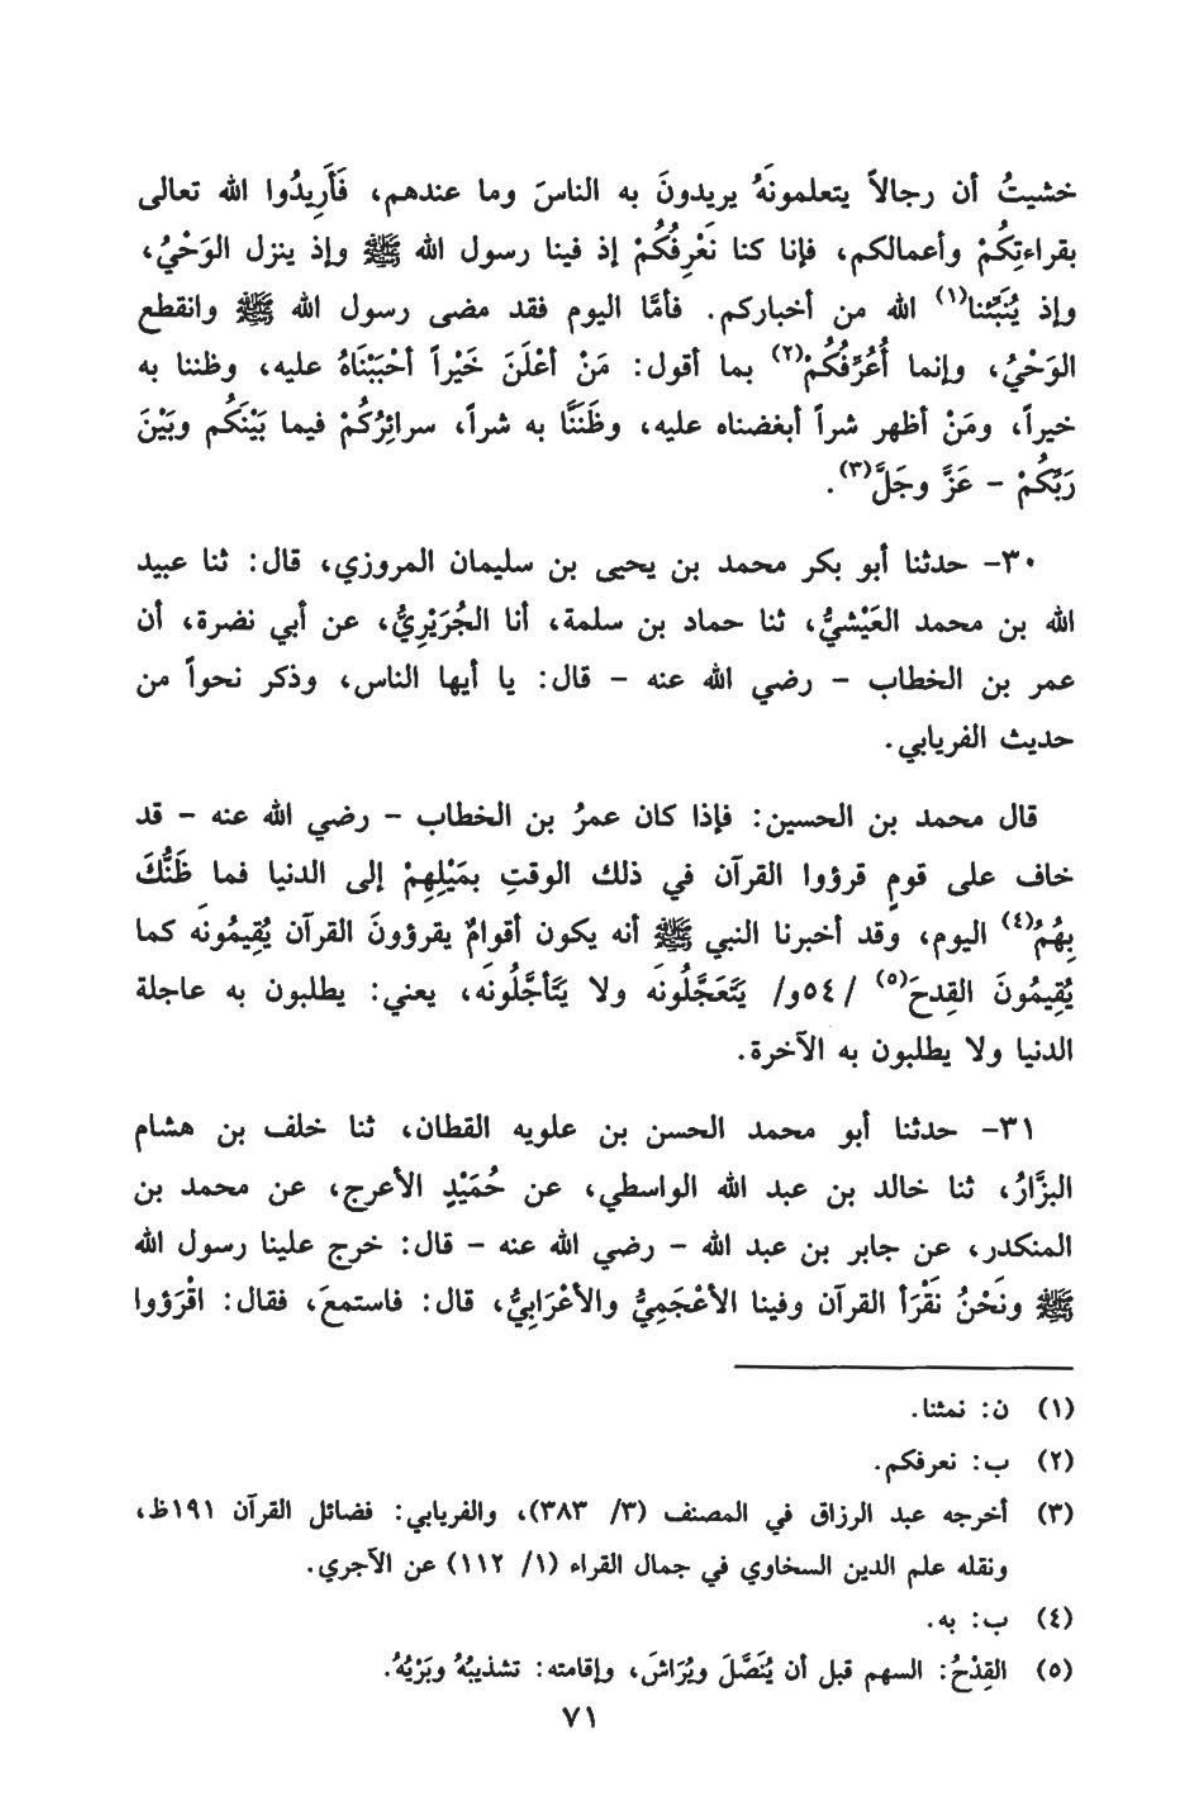 خشيتُ أن رجالاً يتعلمونَهُ يريدونَ به الناسَ وما عندهم، فَأَرِيدُوا الله تعالى
بقراءتِكُمْ وأعمالكم، فإنا كنا نَعْرِفُكُمْ إذ فينا رسول الله ﷺ وإذ ينزل الوَحْيُ،
وإذ يُنَبِّئنا(١) الله من أخباركم. فأمَّا اليوم فقد مضى رسول الله ﷺ وانقطع
الوَحْيُ، وإنما أُعُرِّفُكُمْ(٢) بما أقول: مَنْ أعْلَنَ خَيْراً أحْبَبْنَاهُ عليه، وظننا به
خيراً، ومَنْ أظهر شراً أبغضناه عليه، وظَنَنَّا به شراً، سرائِرُكُمْ فيما بَيْنَكُم وبَيْنَ
رَبِّكُمْ – عَزَّ وجَلَّ(٣).
٣٠– حدثنا أبو بكر محمد بن يحيى بن سليمان المروزي، قال: ثنا عبيد
الله بن محمد العَيْشيُّ، ثنا حماد بن سلمة، أنا الجُرَيْرِيُّ، عن أبي نضرة، أن
عمر بن الخطاب – رضي الله عنه – قال: يا أيها الناس، وذكر نحواً من
حديث الفريابي.
قال محمد بن الحسين: فإذا كان عمرُ بن الخطاب – رضي الله عنه – قد
خاف على قومٍ قرؤوا القرآن في ذلك الوقتِ بمَيْلِهِمْ إلى الدنيا فما ظَنُّكَ
بِهُمُ(٤) اليوم، وقد أخبرنا النبي ﷺ أنه يكون أقوامٌ يقرؤونَ القرآن يُقِيمُونَه كما
يُقِيمُونَ القِدحَ(٥) /٥٤و/ يَتَعَجَّلُونَه ولا يَتَأجَّلُونَه، يعني: يطلبون به عاجلة
الدنيا ولا يطلبون به الآخرة.
٣١– حدثنا أبو محمد الحسن بن علويه القطان، ثنا خلف بن هشام
البزَّارُ، ثنا خالد بن عبد الله الواسطي، عن حُمَيْدٍ الأعرج، عن محمد بن
المنكدر، عن جابر بن عبد الله – رضي الله عنه – قال: خرج علينا رسول الله
ﷺ ونَحْنُ نَقْرَأ القرآن وفينا الأعْجَمِيُّ والأعْرَابِيُّ، قال: فاستمعَ، فقال: اقْرَؤوا
(١) ن: نمثنا.
(٢) ب: نعرفكم.
(٣) أخرجه عبد الرزاق في المصنف (٣/ ٣٨٣)، والفريابي: فضائل القرآن ١٩١ظ،
ونقله علم الدين السخاوي في جمال القراء (١/ ١١٢) عن الآجري.
(٤) ب: به.
(٥) القِدْحُ: السهم قبل أن يُنَصَّلَ ويُرَاشَ، وإقامته: تشذيبُهُ وبَرْيُهُ.
٧١